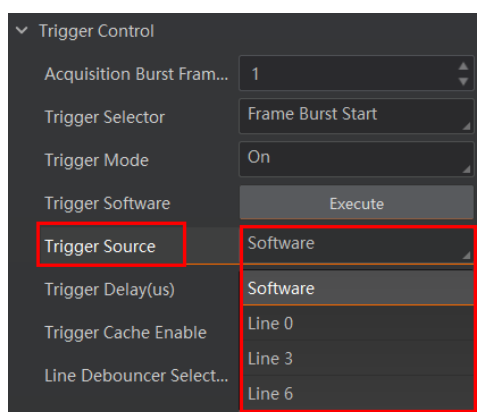 Trigger Control
Acquisition Burst Fram... 1
Trigger Selector Frame Burst Start
Trigger Mode On
Trigger Software Execute
Trigger Source Software
Trigger Delay(us) Software
Trigger Cache Enable Line 0
Line 3
Line Debouncer Select...
Line 6